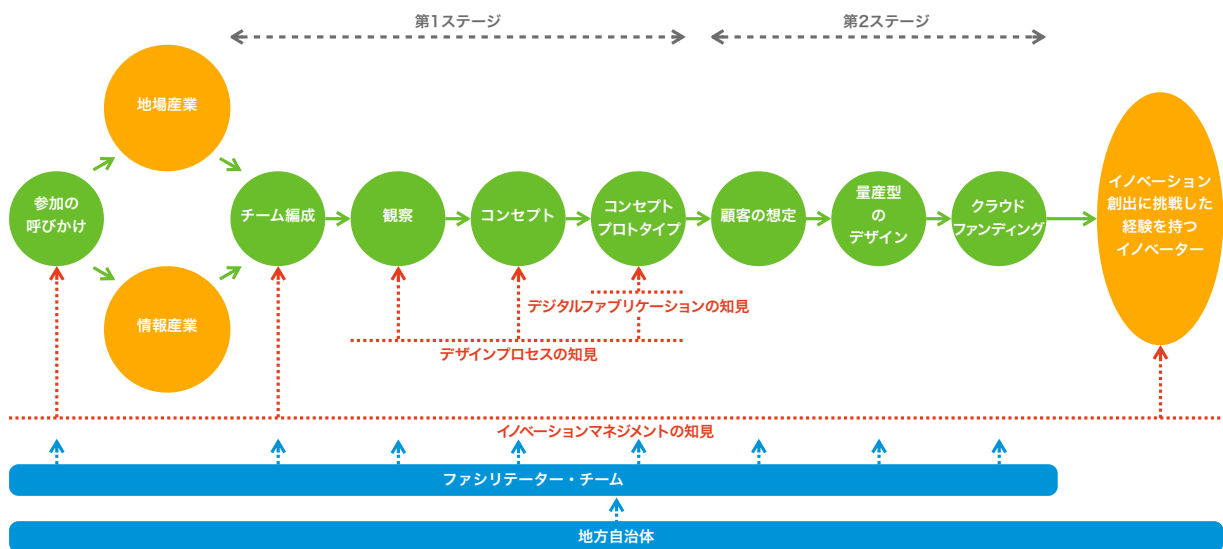 第1ステージ
第2ステージ
地場産業
参加の
呼びかけ
情報産業
チーム編成
観察
コンセプト
コンセプト
プロトタイプ
顧客の想定
量産型
の
デザイン
クラウド
ファンディング
イノベーション
創出に挑戦した
経験を持つ
イノベーター
デジタルファブリケーションの知見
デザインプロセスの知見
イノベーションマネジメントの知見
ファシリテーター・チーム
地方自治体